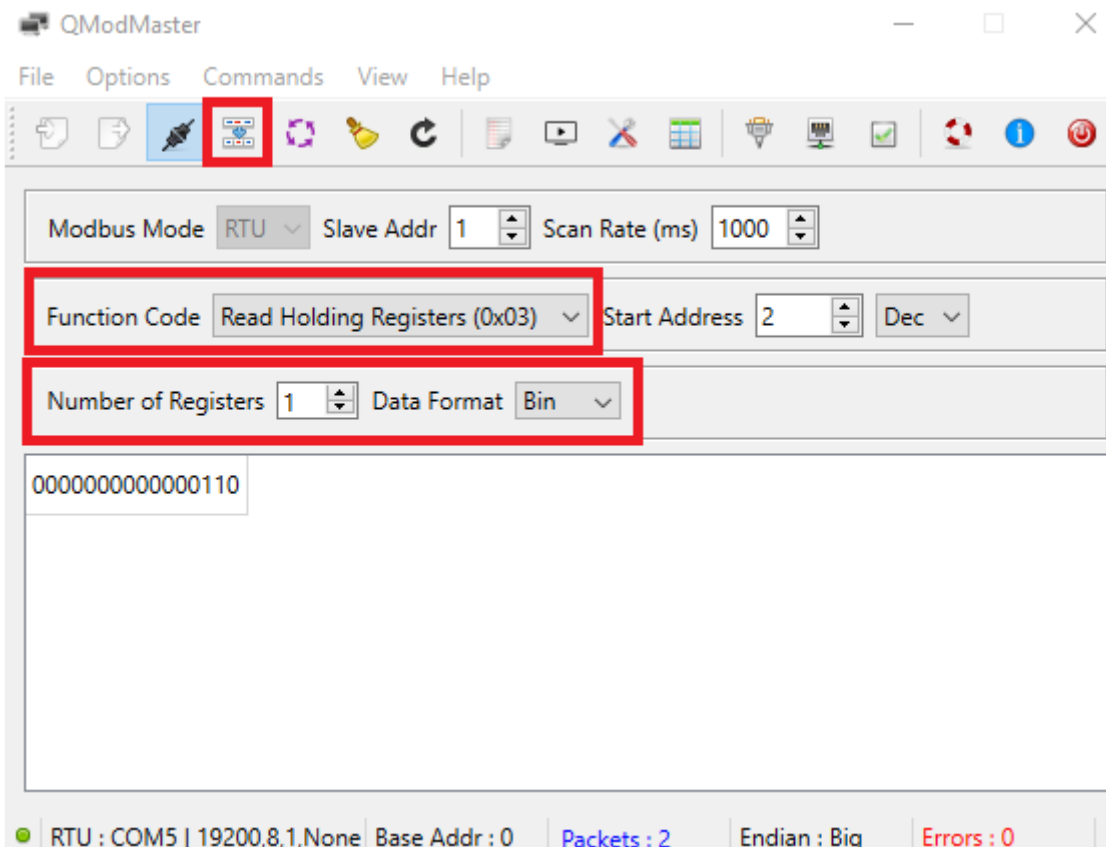 QModMaster
File Options Commands View Help
Modbus Mode RTU Slave Addr 1 Scan Rate (ms) 1000
Function Code Read Holding Registers (0x03) Start Address 2 Dec
Number of Registers 1 Data Format Bin
0000000000000110
RTU : COM5 | 19200,8,1,None Base Addr : 0 Packets : 2 Endian : Big Errors : 0